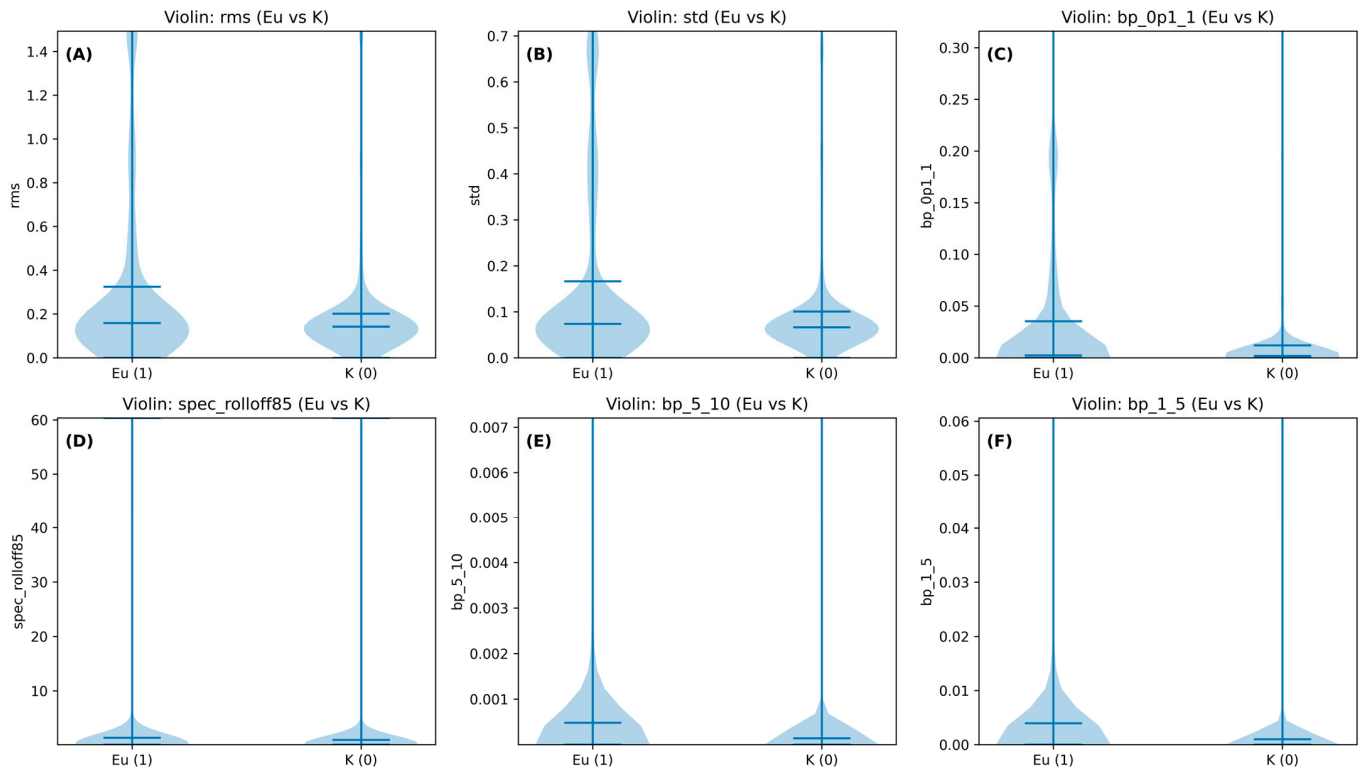 Violin: rms (Eu vs K)
(A)
rms
1.4
1.2
1.0
0.8
0.6
0.4
0.2
0.0
Eu (1) K (0)
Violin: std (Eu vs K)
(B)
std
0.7
0.6
0.5
0.4
0.3
0.2
0.1
0.0
Eu (1) K (0)
Violin: bp_0p1_1 (Eu vs K)
(C)
bp_0p1_1
0.30
0.25
0.20
0.15
0.10
0.05
0.00
Eu (1) K (0)
Violin: spec_rolloff85 (Eu vs K)
(D)
spec_rolloff85
60
50
40
30
20
10
Eu (1) K (0)
Violin: bp_5_10 (Eu vs K)
(E)
bp_5_10
0.007
0.006
0.005
0.004
0.003
0.002
0.001
Eu (1) K (0)
Violin: bp_1_5 (Eu vs K)
(F)
bp_1_5
0.06
0.05
0.04
0.03
0.02
0.01
0.00
Eu (1) K (0)